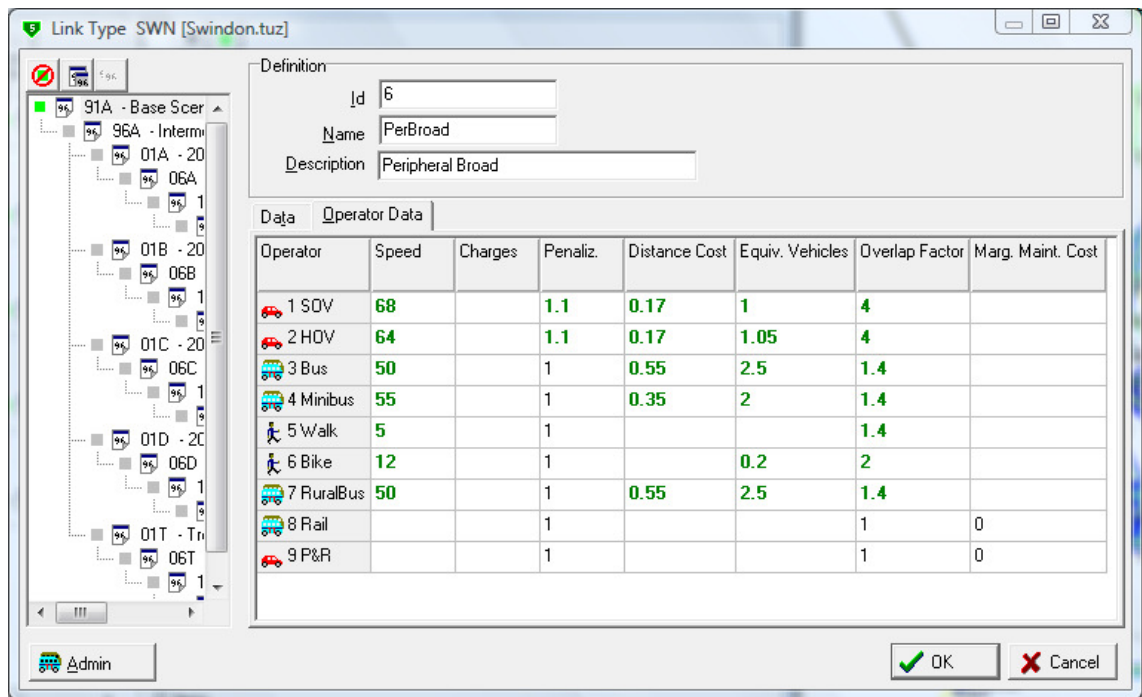 Link Type SWN [Swindon.tuz]
91A - Base Scer
96A - Interm
01A - 20
06A
1
01B - 20
06B
1
01C - 20
06C
1
01D - 20
06D
1
01T - Tr
06T
1
Definition
Id 6
Name PerBroad
Description Peripheral Broad
Data Operator Data
Operator Speed Charges Penaliz. Distance Cost Equiv. Vehicles Overlap Factor Marg. Maint. Cost
1 SOV 68 1.1 0.17 1 4
2 HOV 64 1.1 0.17 1.05 4
3 Bus 50 1 0.55 2.5 1.4
4 Minibus 55 1 0.35 2 1.4
5 Walk 5 1 1.4
6 Bike 12 1 0.2 2
7 RuralBus 50 1 0.55 2.5 1.4
8 Rail 1 1 0
9 P&R 1 1 0
Admin OK Cancel